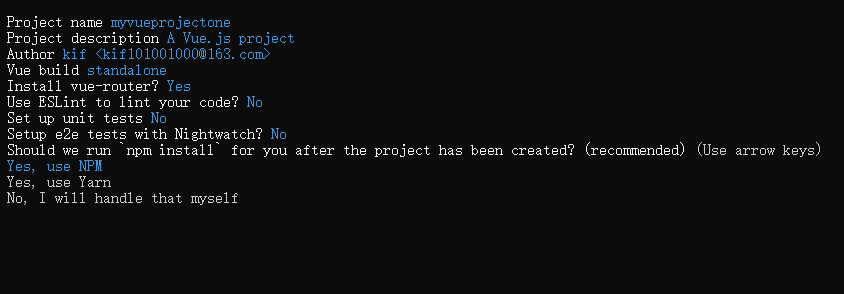 Project name myvueprojectone
Project description A Vue.js project
Author kif <kif101001000@163.com>
Vue build standalone
Install vue-router? Yes
Use ESLint to lint your code? No
Set up unit tests No
Setup e2e tests with Nightwatch? No
Should we run `npm install` for you after the project has been created? (recommended) (Use arrow keys)
Yes, use NPM
Yes, use Yarn
No, I will handle that myself